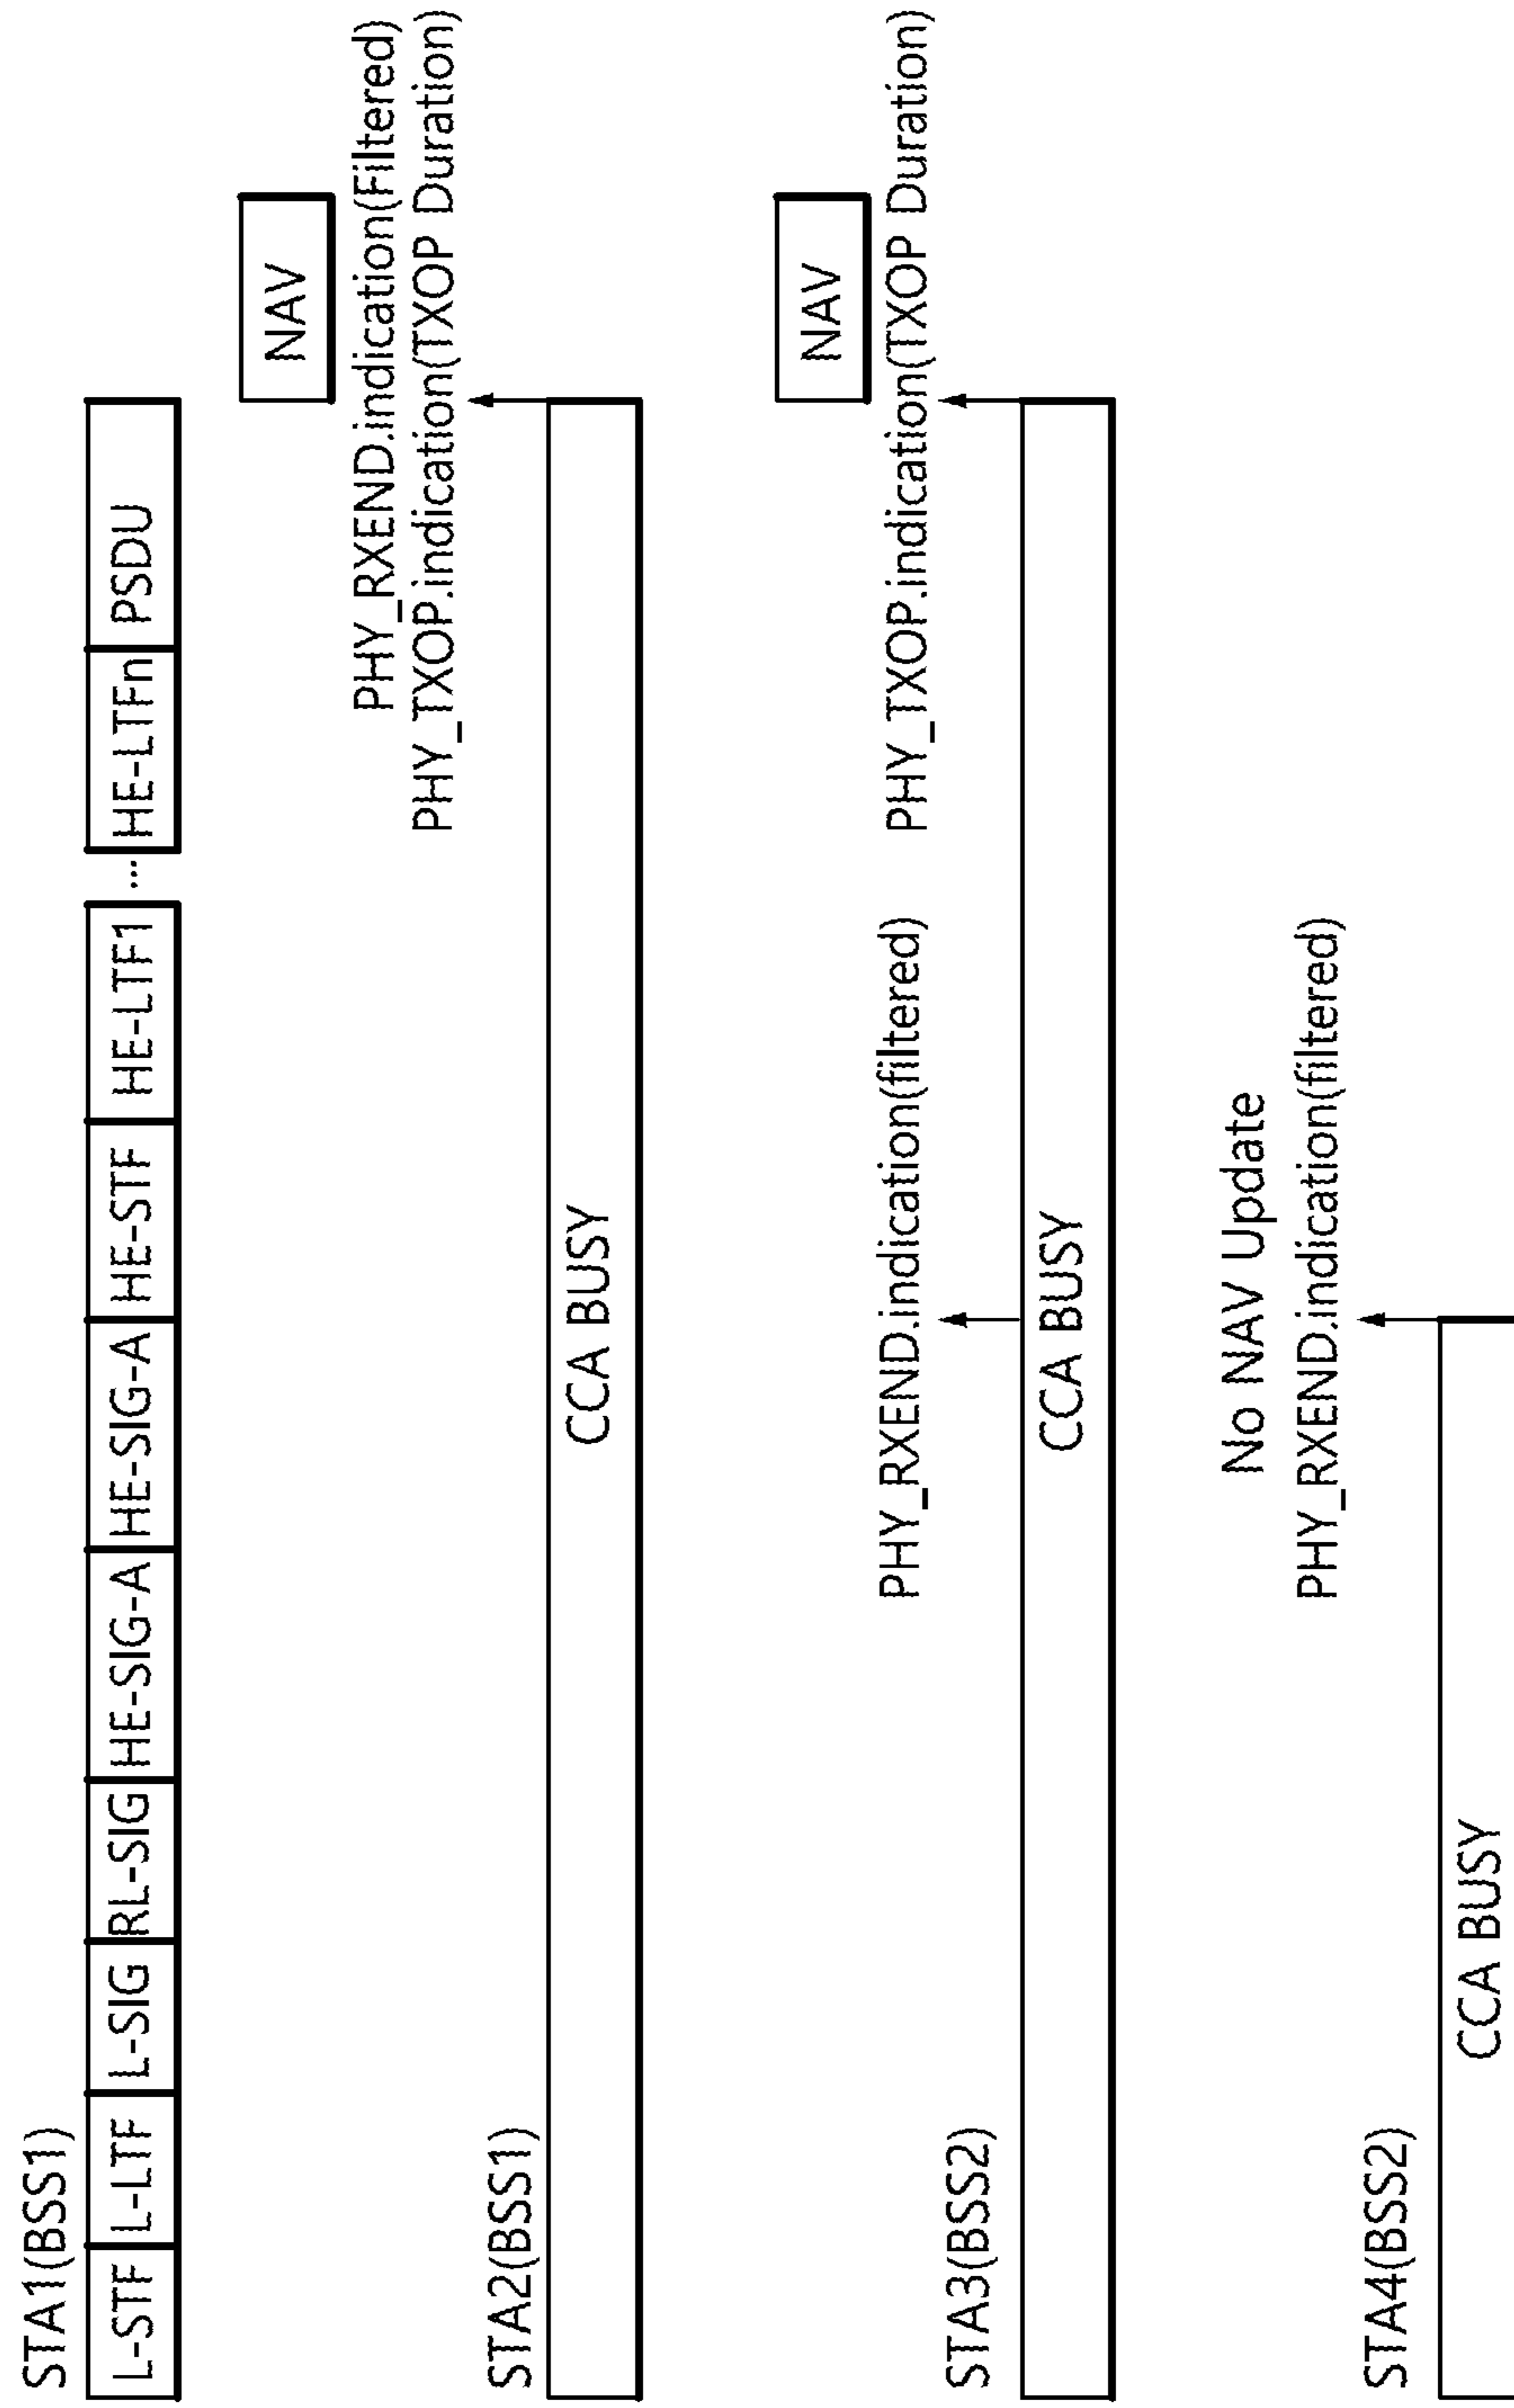 STA1(BSS1)
L-STF L-LTF L-SIG RL-SIG HE-SIG-A HE-SIG-A HE-STF HE-LTF1 ... HE-LTFn PSDU
NAV
PHY_RXEND.indication(Filtered)
PHY_TXOP.indication(TXOP Duration)
STA2(BSS1)
CCA BUSY
NAV
PHY_RXEND.indication(filtered) PHY_TXOP.indication(TXOP Duration)
STA3(BSS2)
CCA BUSY
No NAV Update
PHY_RXEND.indication(filtered)
STA4(BSS2)
CCA BUSY